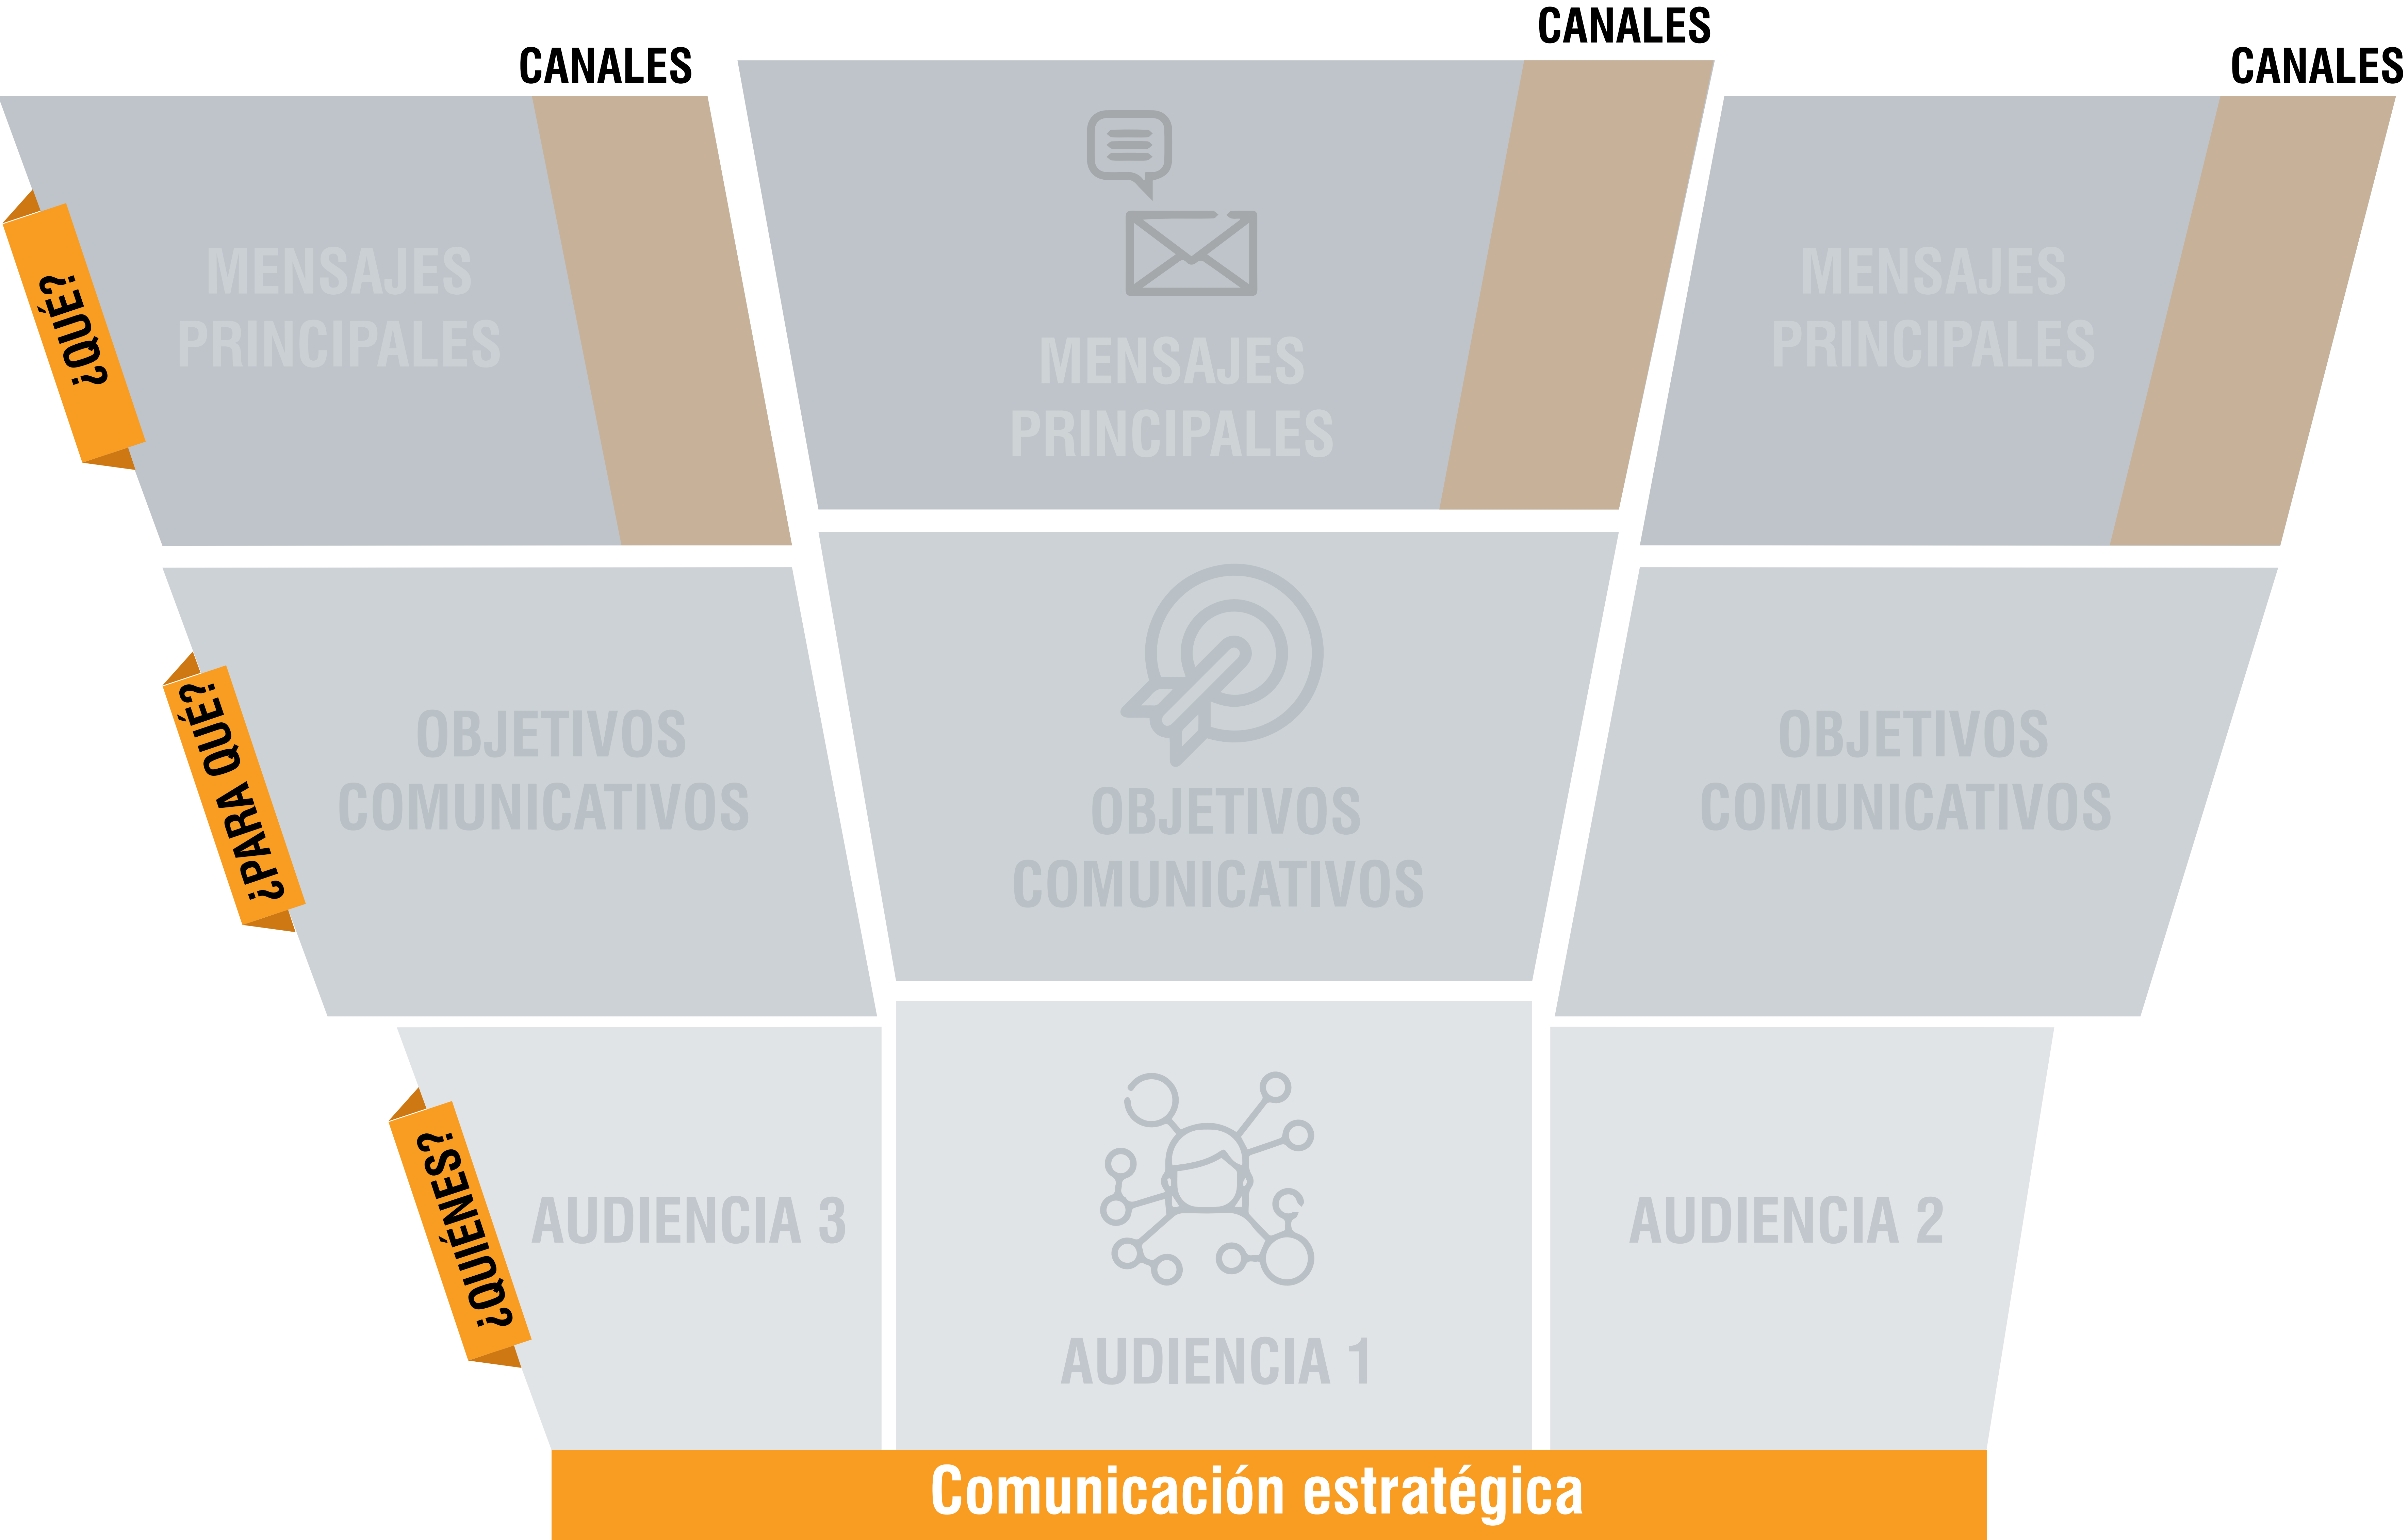 CANALES
CANALES
CANALES
¿QUÉ?
MENSAJES
PRINCIPALES
MENSAJES
PRINCIPALES
MENSAJES
PRINCIPALES
¿PARA QUÉ?
OBJETIVOS
COMUNICATIVOS
OBJETIVOS
COMUNICATIVOS
OBJETIVOS
COMUNICATIVOS
¿QUIÉNES?
AUDIENCIA 3
AUDIENCIA 1
AUDIENCIA 2
Comunicación estratégica